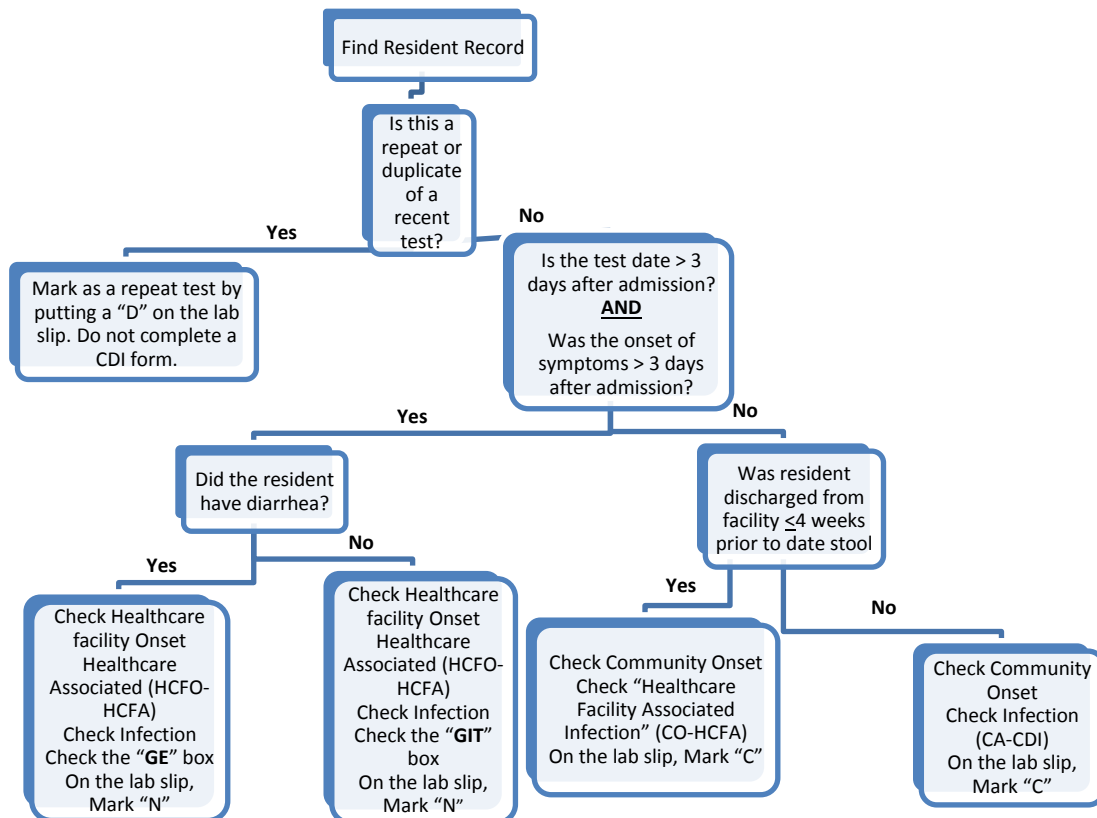 Find Resident Record
Is this a
repeat or
duplicate
of a
recent
test?
Yes
No
Mark as a repeat test by
putting a “D” on the lab
slip. Do not complete a
CDI form.
Is the test date > 3
days after admission?
AND
Was the onset of
symptoms > 3 days
after admission?
Yes
No
Did the resident
have diarrhea?
Was resident
discharged from
facility ≤4 weeks
prior to date stool
Yes
No
Yes
No
Check Healthcare
facility Onset
Healthcare
Associated (HCFO-
HCFA)
Check Infection
Check the “GE” box
On the lab slip,
Mark “N”
Check Healthcare
facility Onset
Healthcare
Associated (HCFO-
HCFA)
Check Infection
Check the “GIT”
box
On the lab slip,
Mark “N”
Check Community Onset
Check “Healthcare
Facility Associated
Infection” (CO-HCFA)
On the lab slip, Mark “C”
Check Community
Onset
Check Infection
(CA-CDI)
On the lab slip,
Mark “C”